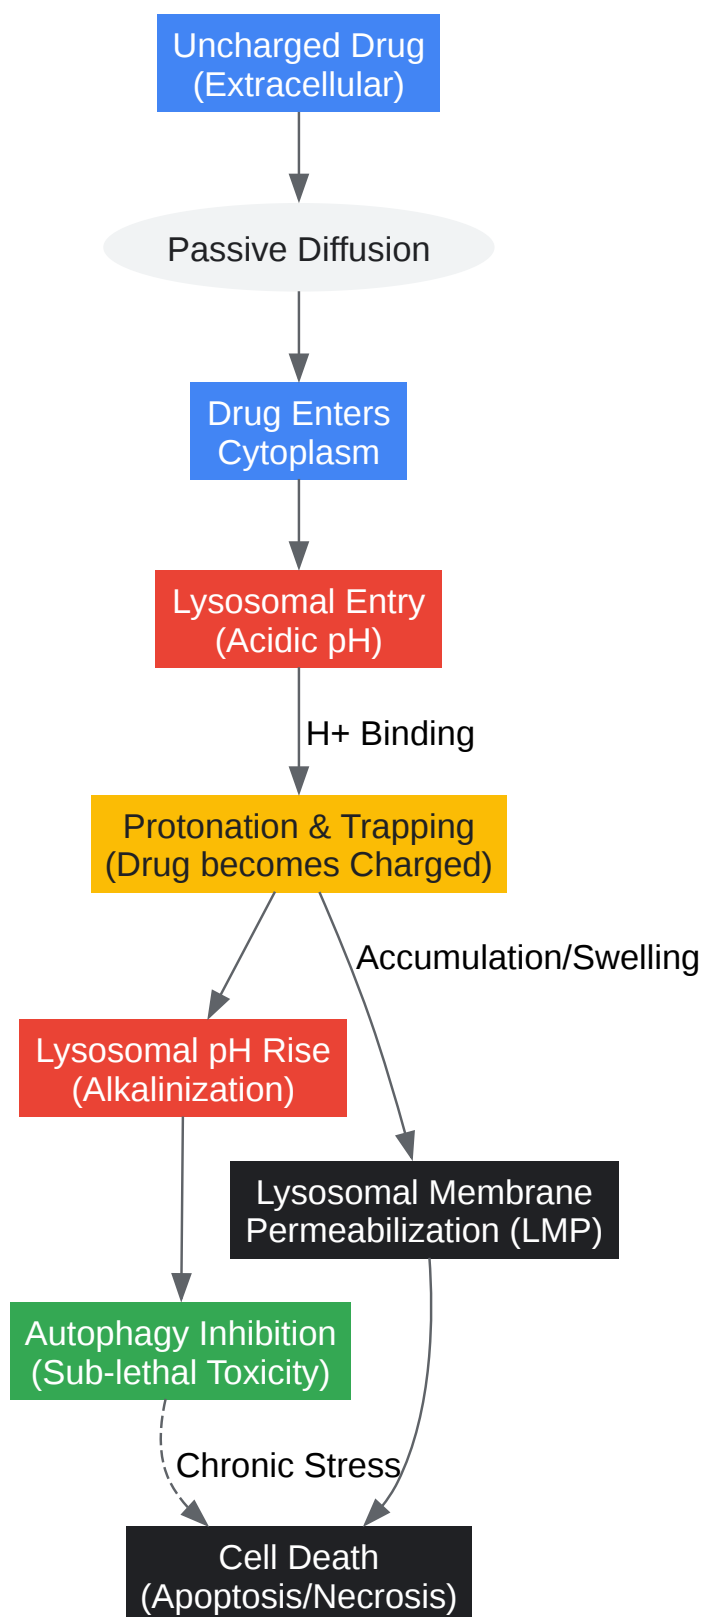 Uncharged Drug
(Extracellular)
Passive Diffusion
Drug Enters
Cytoplasm
Lysosomal Entry
(Acidic pH)
H+ Binding
Protonation & Trapping
(Drug becomes Charged)
Accumulation/Swelling
Lysosomal pH Rise
(Alkalinization)
Lysosomal Membrane
Permeabilization (LMP)
Autophagy Inhibition
(Sub-lethal Toxicity)
Chronic Stress
Cell Death
(Apoptosis/Necrosis)